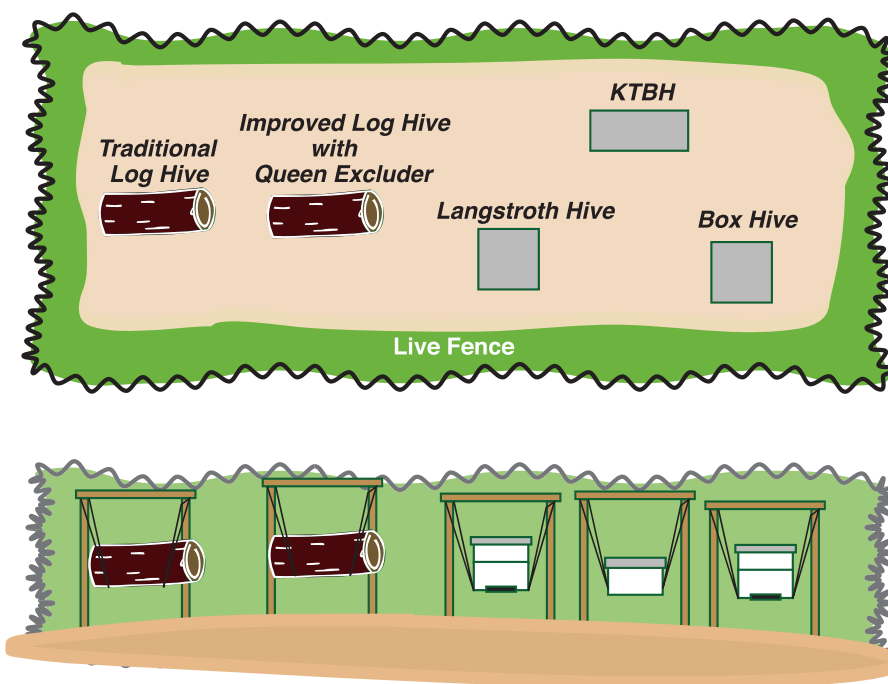 Traditional
Log Hive
Improved Log Hive
with
Queen Excluder
KTBH
Langstroth Hive
Box Hive
Live Fence